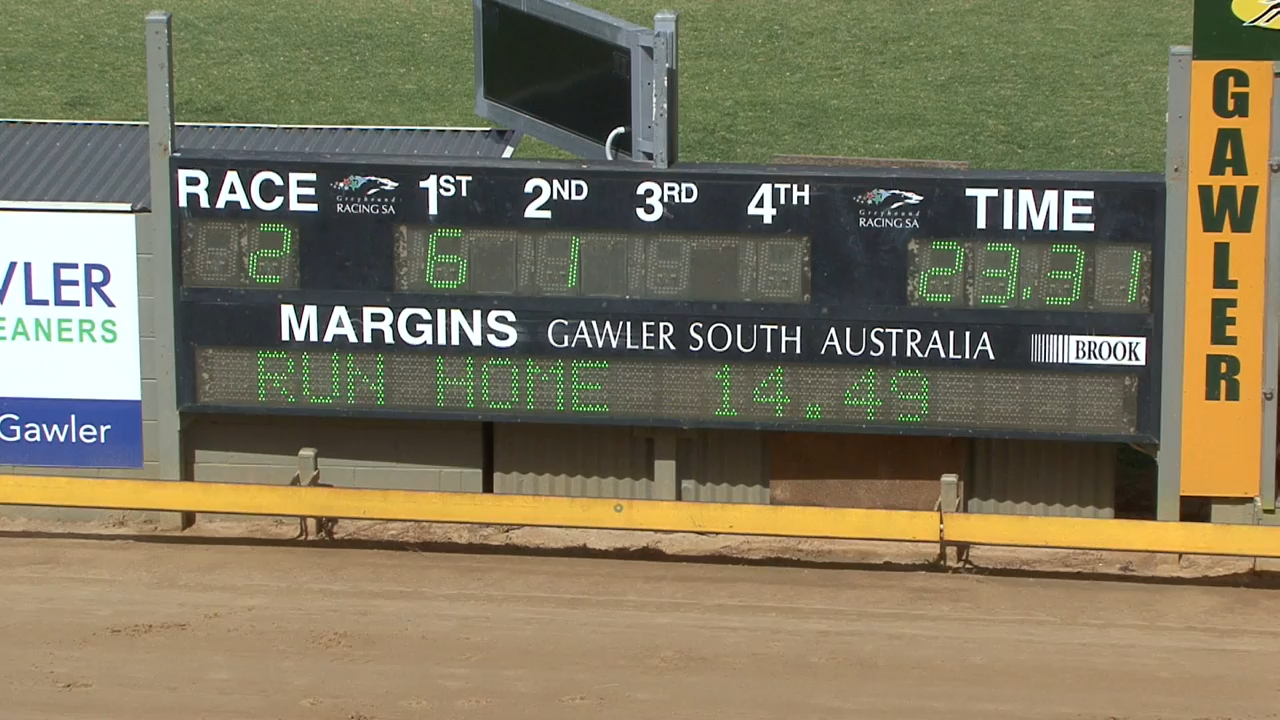 RACE Greyhound RACING SA 1ST 2ND 3RD 4TH Greyhound RACING SA TIME
2 6 1 23.31
MARGINS GAWLER SOUTH AUSTRALIA BROOK
RUN HOME 14.49
WLER
EANERS
Gawler
GAWLER